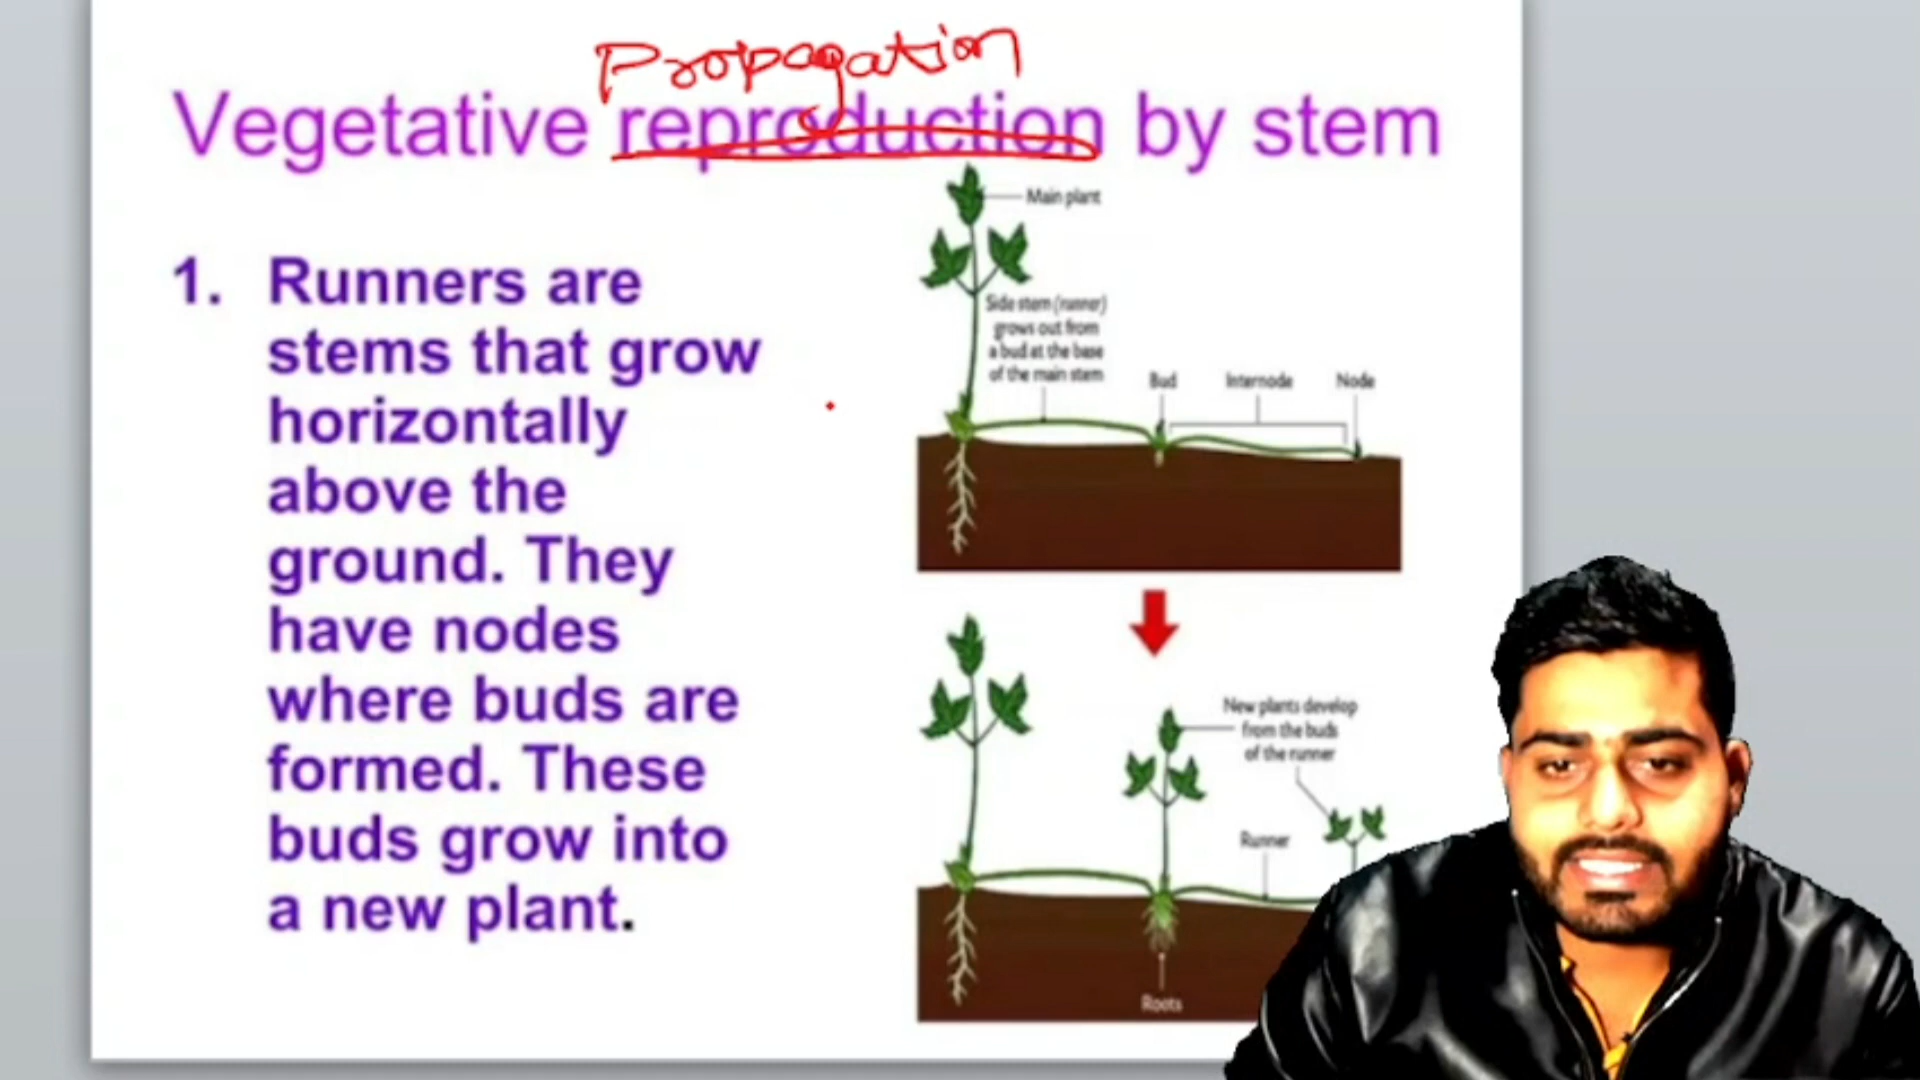 Propagation
Vegetative reproduction by stem
1. Runners are
stems that grow
horizontally
above the
ground. They
have nodes
where buds are
formed. These
buds grow into
a new plant.
Main plant
Side stem (runner)
grows out from
a bud at the base
of the main stem
Bud
Internode
Node
New plants develop
from the buds
of the runner
Runner
Roots